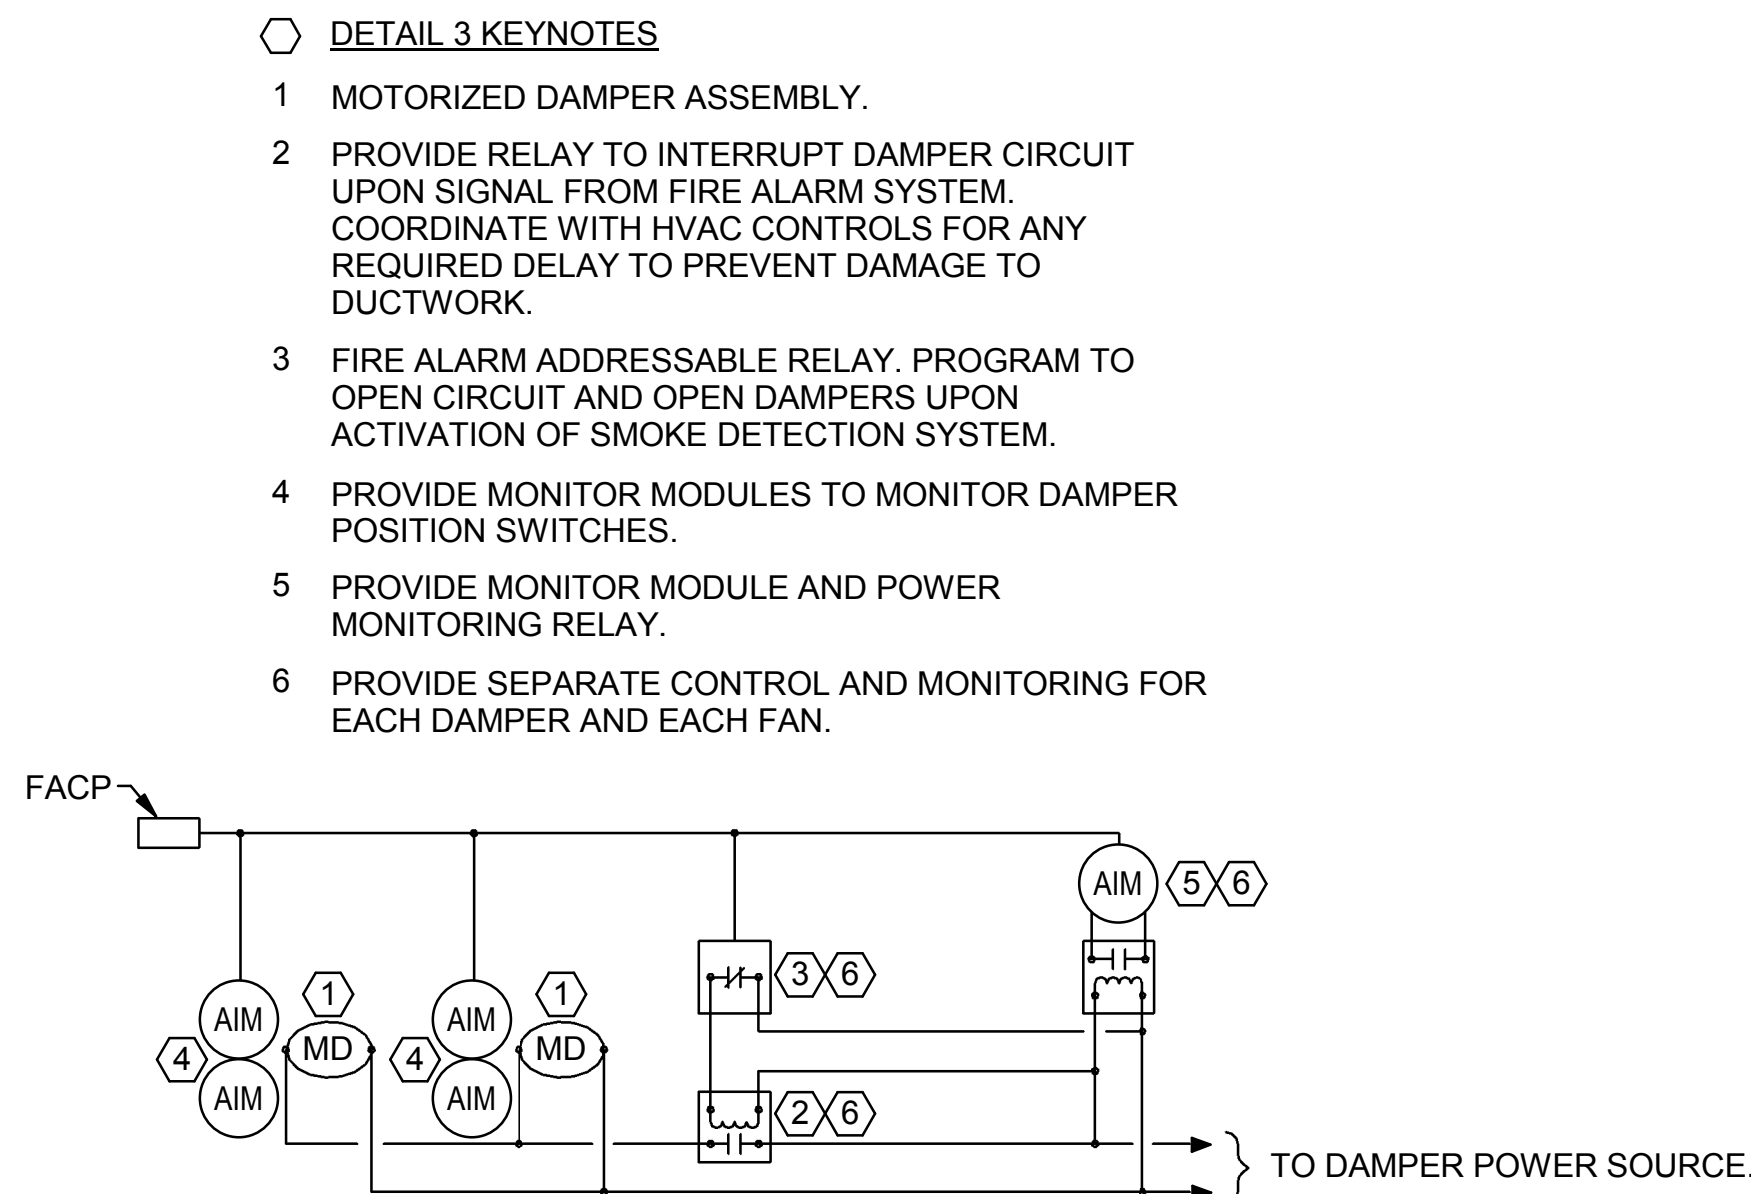 DETAIL 3 KEYNOTES
1 MOTORIZED DAMPER ASSEMBLY.
2 PROVIDE RELAY TO INTERRUPT DAMPER CIRCUIT
UPON SIGNAL FROM FIRE ALARM SYSTEM.
COORDINATE WITH HVAC CONTROLS FOR ANY
REQUIRED DELAY TO PREVENT DAMAGE TO
DUCTWORK.
3 FIRE ALARM ADDRESSABLE RELAY. PROGRAM TO
OPEN CIRCUIT AND OPEN DAMPERS UPON
ACTIVATION OF SMOKE DETECTION SYSTEM.
4 PROVIDE MONITOR MODULES TO MONITOR DAMPER
POSITION SWITCHES.
5 PROVIDE MONITOR MODULE AND POWER
MONITORING RELAY.
6 PROVIDE SEPARATE CONTROL AND MONITORING FOR
EACH DAMPER AND EACH FAN.
FACP
AIM 5 6
3 6
1 1
AIM AIM
MD MD
4 4
AIM AIM
2 6
TO DAMPER POWER SOURCE.